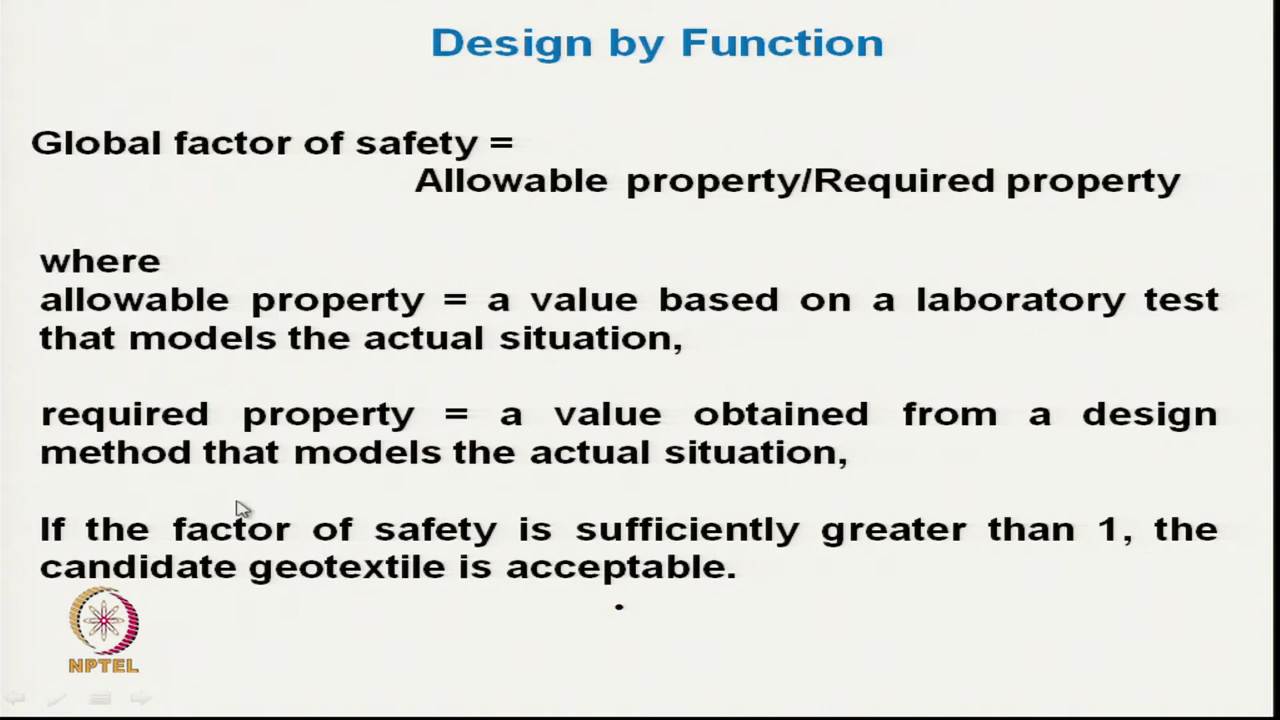 Design by Function
Global factor of safety =
Allowable property/Required property
where
allowable property = a value based on a laboratory test
that models the actual situation,
required property = a value obtained from a design
method that models the actual situation,
If the factor of safety is sufficiently greater than 1, the
candidate geotextile is acceptable.
.
NPTEL